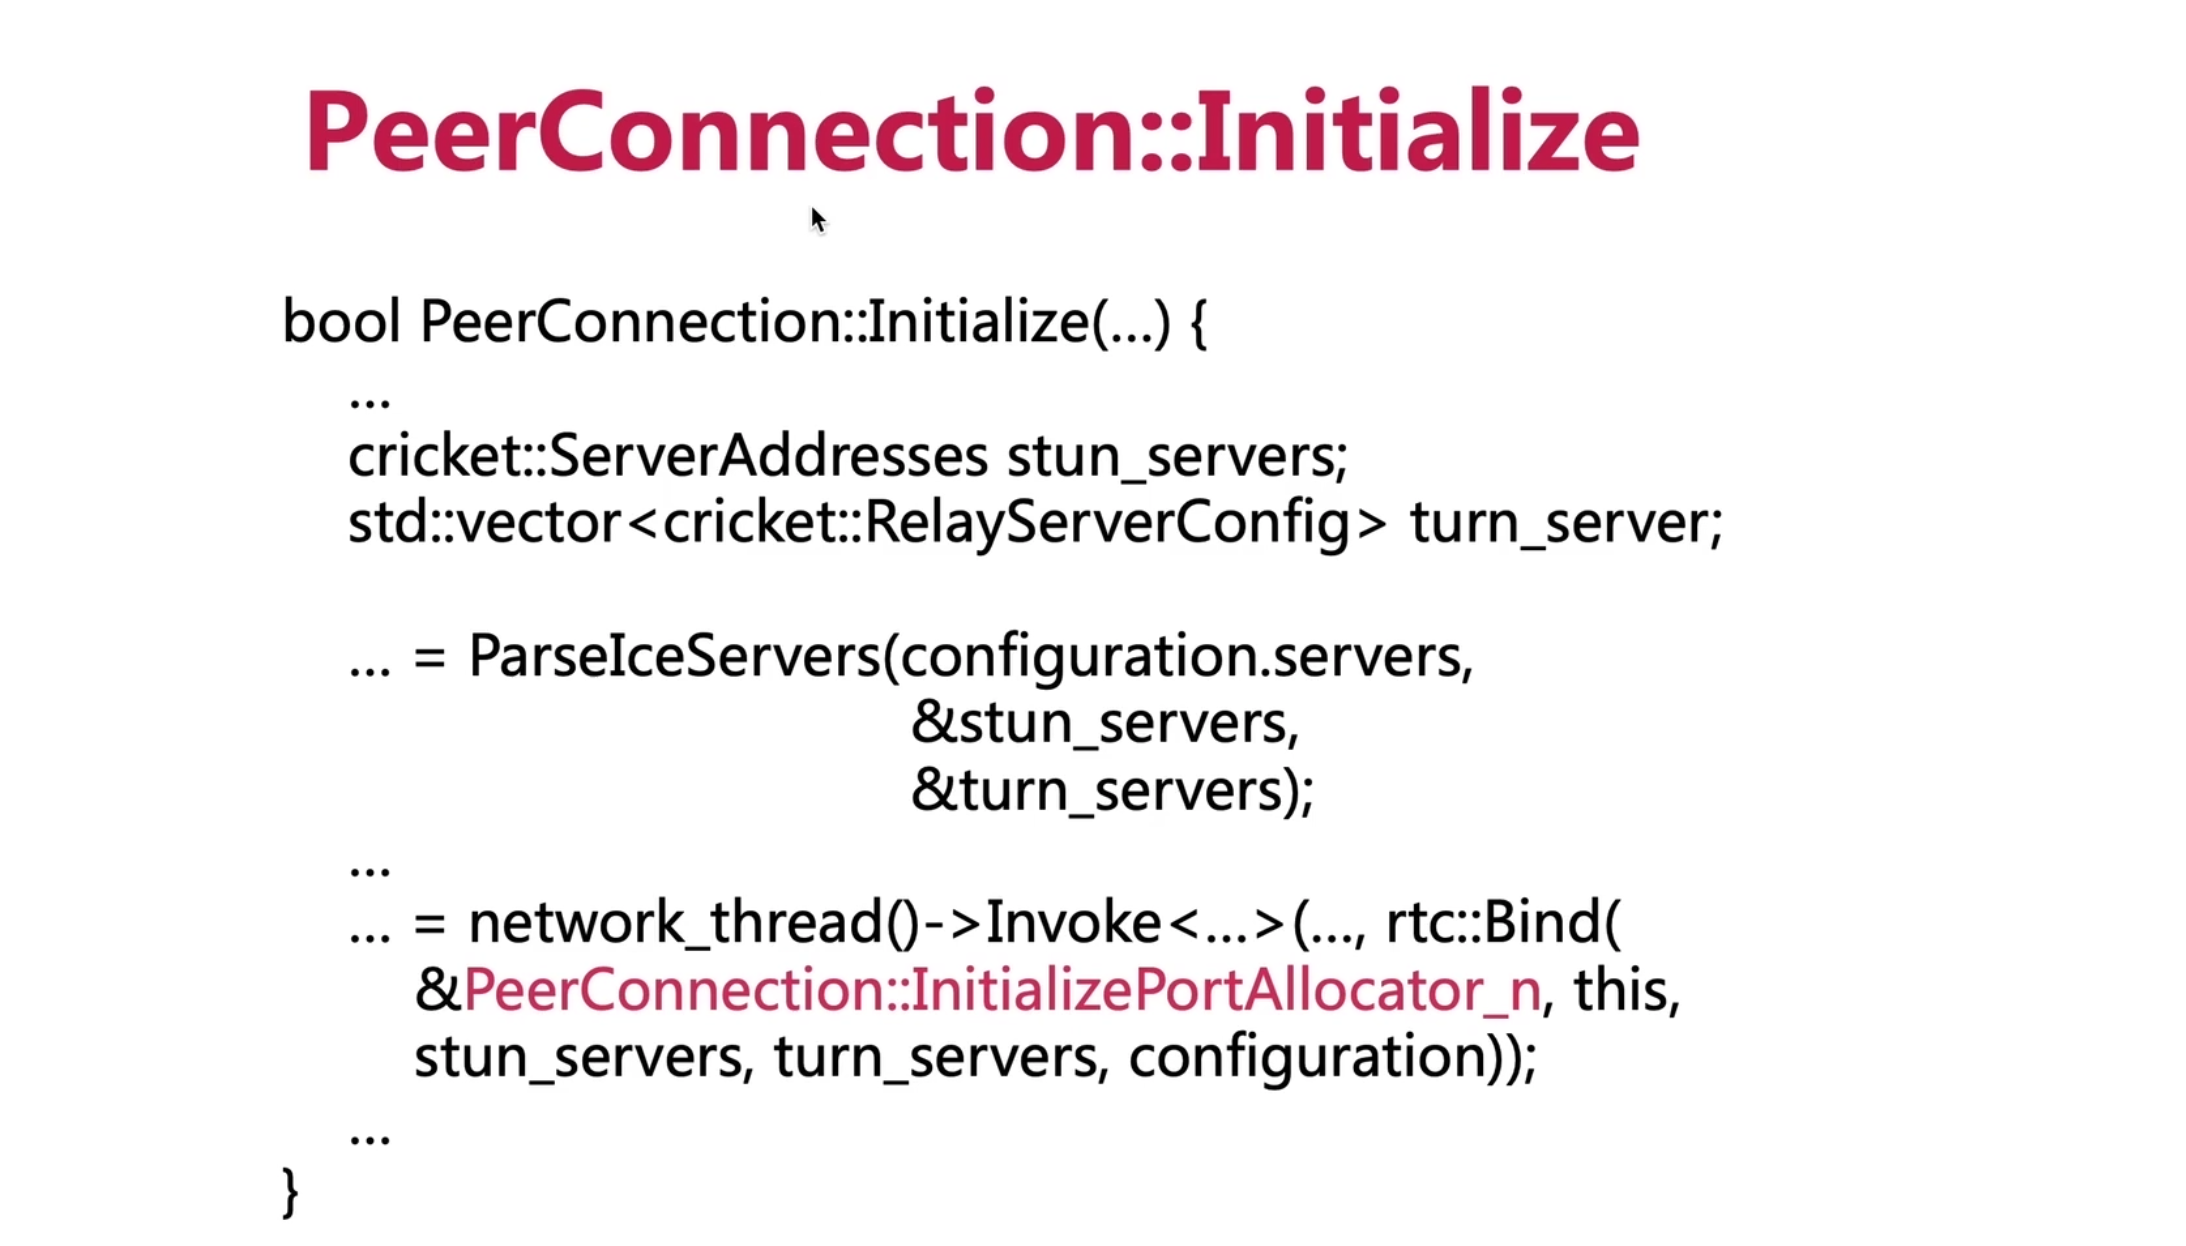 PeerConnection::Initialize
bool PeerConnection::Initialize(...) {
...
cricket::ServerAddresses stun_servers;
std::vector<cricket::RelayServerConfig> turn_server;
... = ParseIceServers(configuration.servers,
&stun_servers,
&turn_servers);
...
... = network_thread()->Invoke<...>(..., rtc::Bind(
&PeerConnection::InitializePortAllocator_n, this,
stun_servers, turn_servers, configuration));
...
}